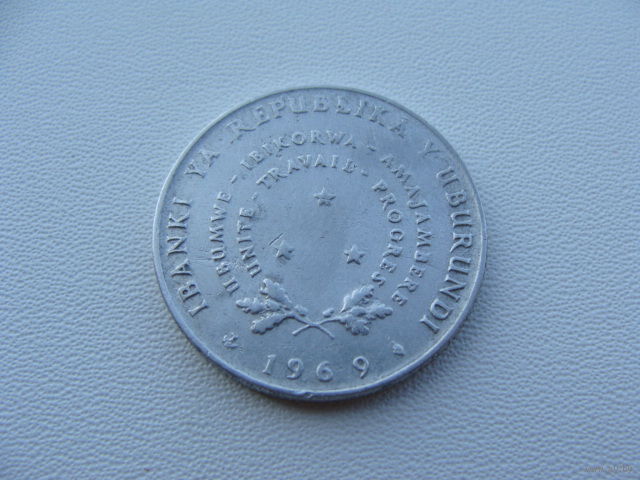 IBANKI YA REPUBLIKA Y-UBURUNDI
UBUMWE - IBIKORWA - AMAJAMBERE
UNITE - TRAVAIL - PROGRES
1969